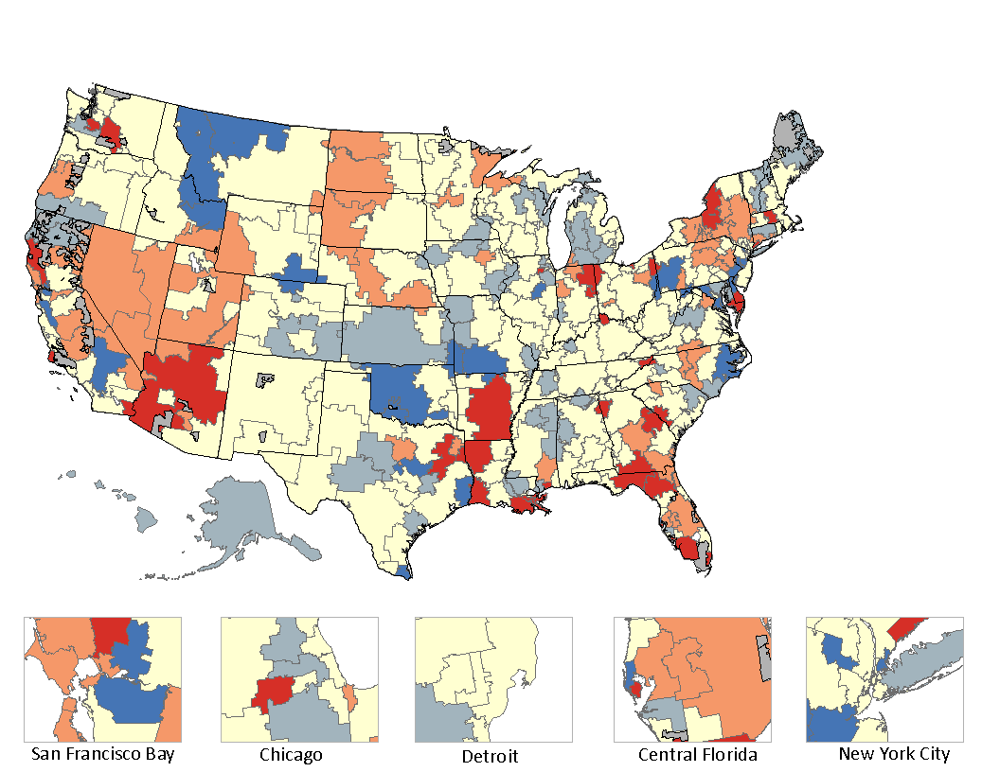 San Francisco Bay
Chicago
Detroit
Central Florida
New York City